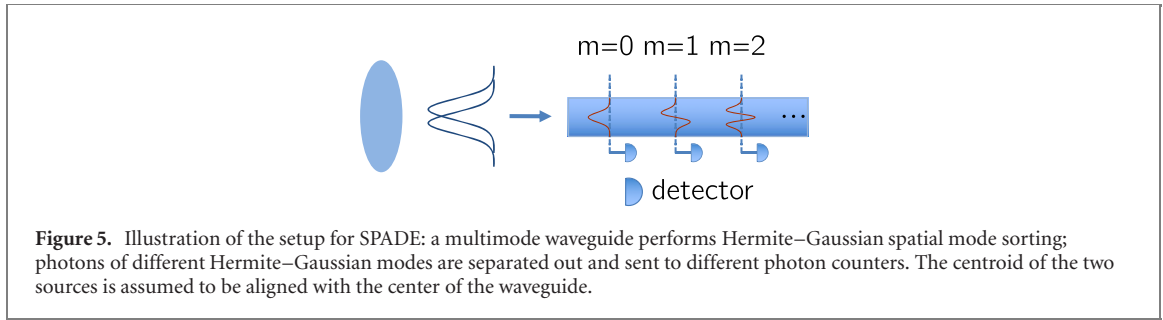 m=0 m=1 m=2
...
detector
Figure 5. Illustration of the setup for SPADE: a multimode waveguide performs Hermite–Gaussian spatial mode sorting;
photons of different Hermite–Gaussian modes are separated out and sent to different photon counters. The centroid of the two
sources is assumed to be aligned with the center of the waveguide.